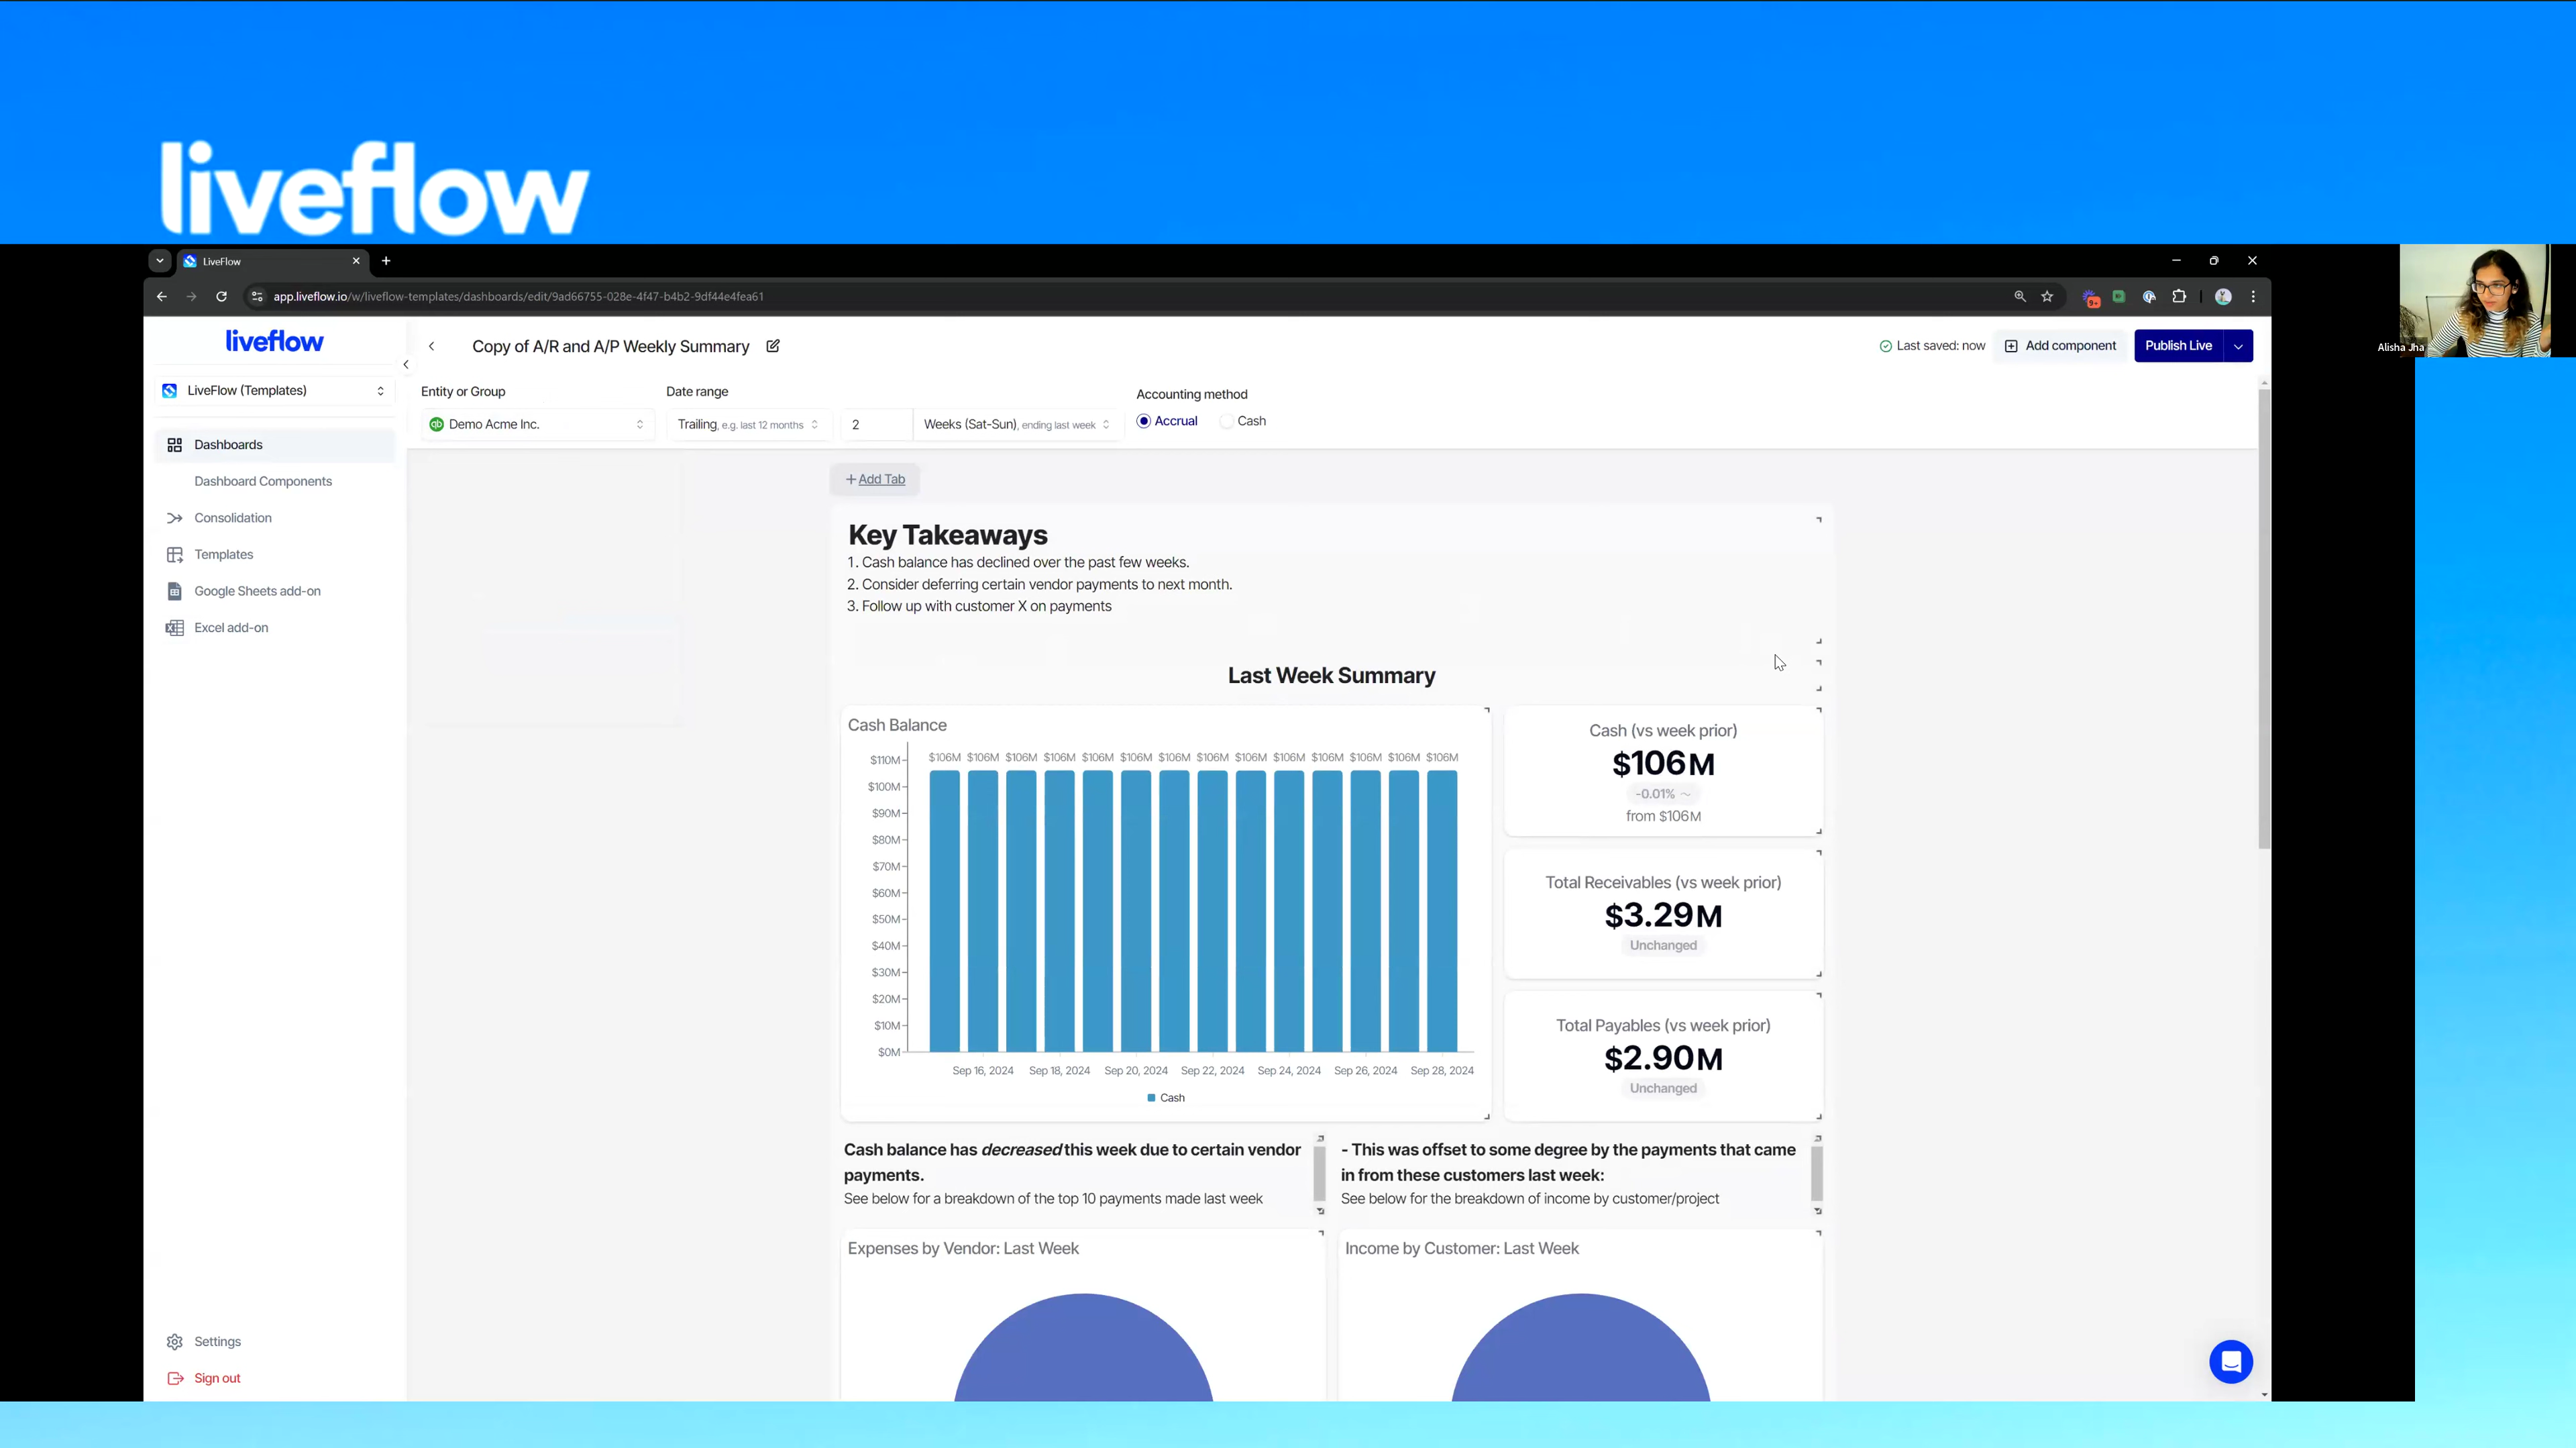 liveflow
LiveFlow
app.liveflow.io/w/liveflow-templates/dashboards/edit/9ad66755-028e-4f47-b4b2-9df44e4fea61
9+
Alisha Jha
liveflow
Copy of A/R and A/P Weekly Summary
Last saved: now
Add component
Publish Live
LiveFlow (Templates)
Entity or Group
Date range
Accounting method
qb Demo Acme Inc.
Trailing, e.g. last 12 months
2
Weeks (Sat-Sun), ending last week
Accrual
Cash
Dashboards
Dashboard Components
Consolidation
Templates
Google Sheets add-on
Excel add-on
Settings
Sign out
+ Add Tab
Key Takeaways
1. Cash balance has declined over the past few weeks.
2. Consider deferring certain vendor payments to next month.
3. Follow up with customer X on payments
Last Week Summary
Cash Balance
$106M $106M $106M $106M $106M $106M $106M $106M $106M $106M $106M $106M $106M $106M
$110M
$100M
$90M
$80M
$70M
$60M
$50M
$40M
$30M
$20M
$10M
$0M
Sep 16, 2024 Sep 18, 2024 Sep 20, 2024 Sep 22, 2024 Sep 24, 2024 Sep 26, 2024 Sep 28, 2024
Cash
Cash (vs week prior)
$106M
-0.01% ~
from $106M
Total Receivables (vs week prior)
$3.29M
Unchanged
Total Payables (vs week prior)
$2.90M
Unchanged
Cash balance has decreased this week due to certain vendor
payments.
See below for a breakdown of the top 10 payments made last week
- This was offset to some degree by the payments that came
in from these customers last week:
See below for the breakdown of income by customer/project
Expenses by Vendor: Last Week
Income by Customer: Last Week